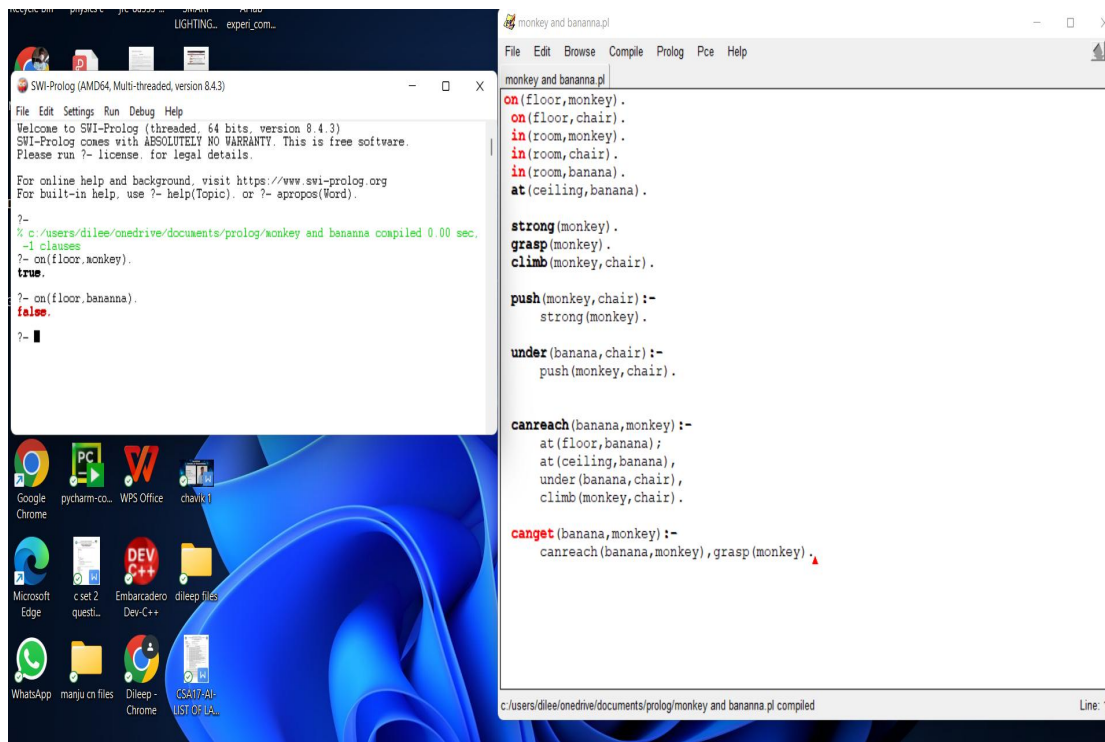 LIGHTING... experi_com...
SWI-Prolog (AMD64, Multi-threaded, version 8.4.3)
File Edit Settings Run Debug Help
Welcome to SWI-Prolog (threaded, 64 bits, version 8.4.3)
SWI-Prolog comes with ABSOLUTELY NO WARRANTY. This is free software.
Please run ?- license. for legal details.
For online help and background, visit https://www.swi-prolog.org
For built-in help, use ?- help(Topic). or ?- apropos(Word).
?-
% c:/users/dilee/onedrive/documents/prolog/monkey and bananna compiled 0.00 sec,
-1 clauses
?- on(floor,monkey).
true.
?- on(floor,bananna).
false.
?-
Google Chrome
pycharm-co...
WPS Office
chavik 1
Microsoft Edge
c set 2 questi...
Embarcadero Dev-C++
dileep files
WhatsApp
manju cn files
Dileep - Chrome
CSA17-AI-LIST OF LA...
monkey and bananna.pl
File Edit Browse Compile Prolog Pce Help
monkey and bananna.pl
on(floor,monkey).
on(floor,chair).
in(room,monkey).
in(room,chair).
in(room,banana).
at(ceiling,banana).
strong(monkey).
grasp(monkey).
climb(monkey,chair).
push(monkey,chair):-
strong(monkey).
under(banana,chair):-
push(monkey,chair).
canreach(banana,monkey):-
at(floor,banana);
at(ceiling,banana),
under(banana,chair),
climb(monkey,chair).
canget(banana,monkey):-
canreach(banana,monkey),grasp(monkey).
c:/users/dilee/onedrive/documents/prolog/monkey and bananna.pl compiled
Line: